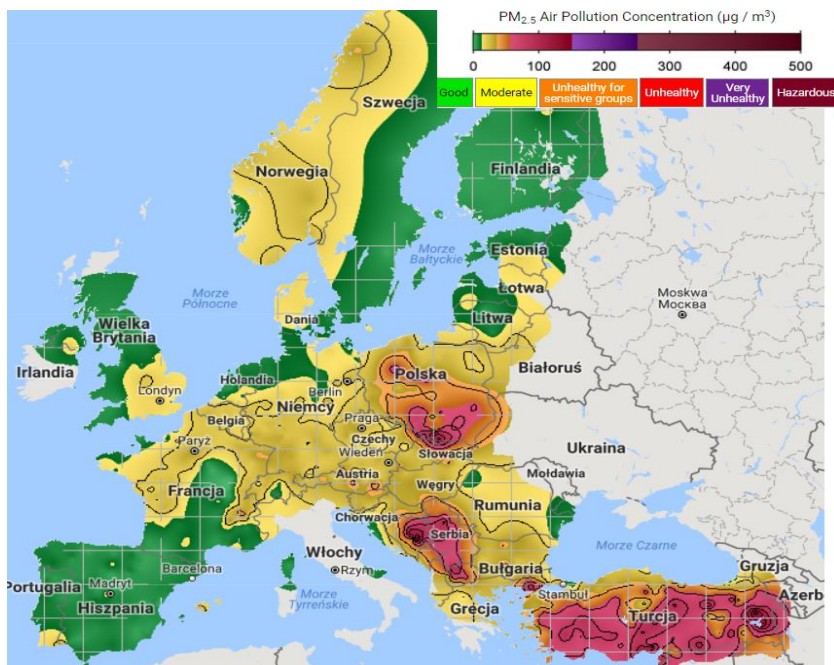 PM2.5 Air Pollution Concentration (µg / m³)
0 100 200 300 400 500
Good
Moderate
Unhealthy for
sensitive groups
Unhealthy
Very
Unhealthy
Hazardous
Szwecja
Norwegia
Finlandia
Morze
Bałtyckie
Estonia
Łotwa
Litwa
Moskwa
Москва
Morze
Północne
Dania
Wielka
Brytania
Irlandia
Londyn
Holandia
Berlin
Polska
Białoruś
Belgia
Niemcy
Praga
Czechy
Wiedeń
Słowacja
Ukraina
Paryż
Francja
Austria
Węgry
Mołdawia
Rumunia
Chorwacja
Serbia
Włochy
Rzym
Bułgaria
Morze Czarne
Gruzja
Azerb
Portugalia
Madryt
Hiszpania
Barcelona
Morze
Tyrreńskie
Grecja
Stambuł
Turcja